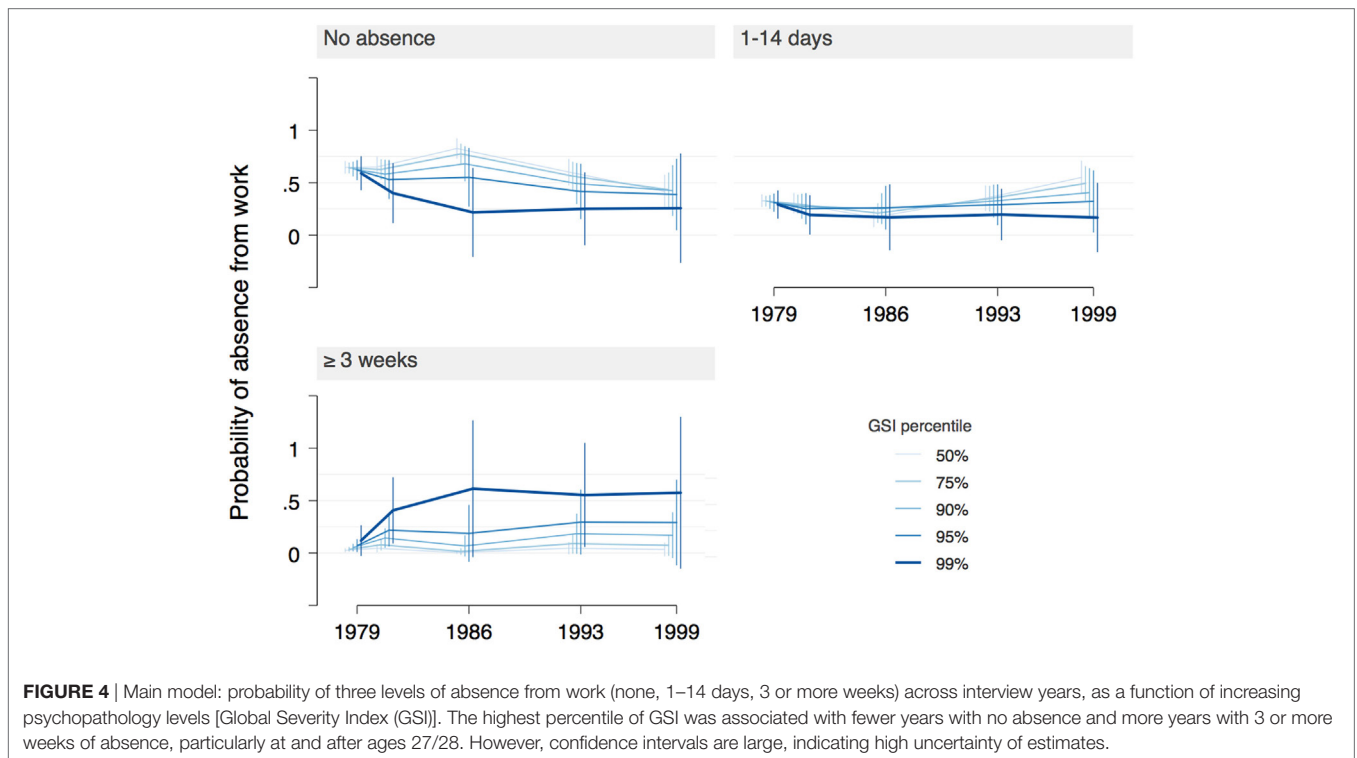 No absence
1-14 days
Probability of absence from work
1
.5
0
1979 1986 1993 1999
≥ 3 weeks
1
.5
0
1979 1986 1993 1999
GSI percentile
50%
75%
90%
95%
99%
FIGURE 4 | Main model: probability of three levels of absence from work (none, 1–14 days, 3 or more weeks) across interview years, as a function of increasing
psychopathology levels [Global Severity Index (GSI)]. The highest percentile of GSI was associated with fewer years with no absence and more years with 3 or more
weeks of absence, particularly at and after ages 27/28. However, confidence intervals are large, indicating high uncertainty of estimates.